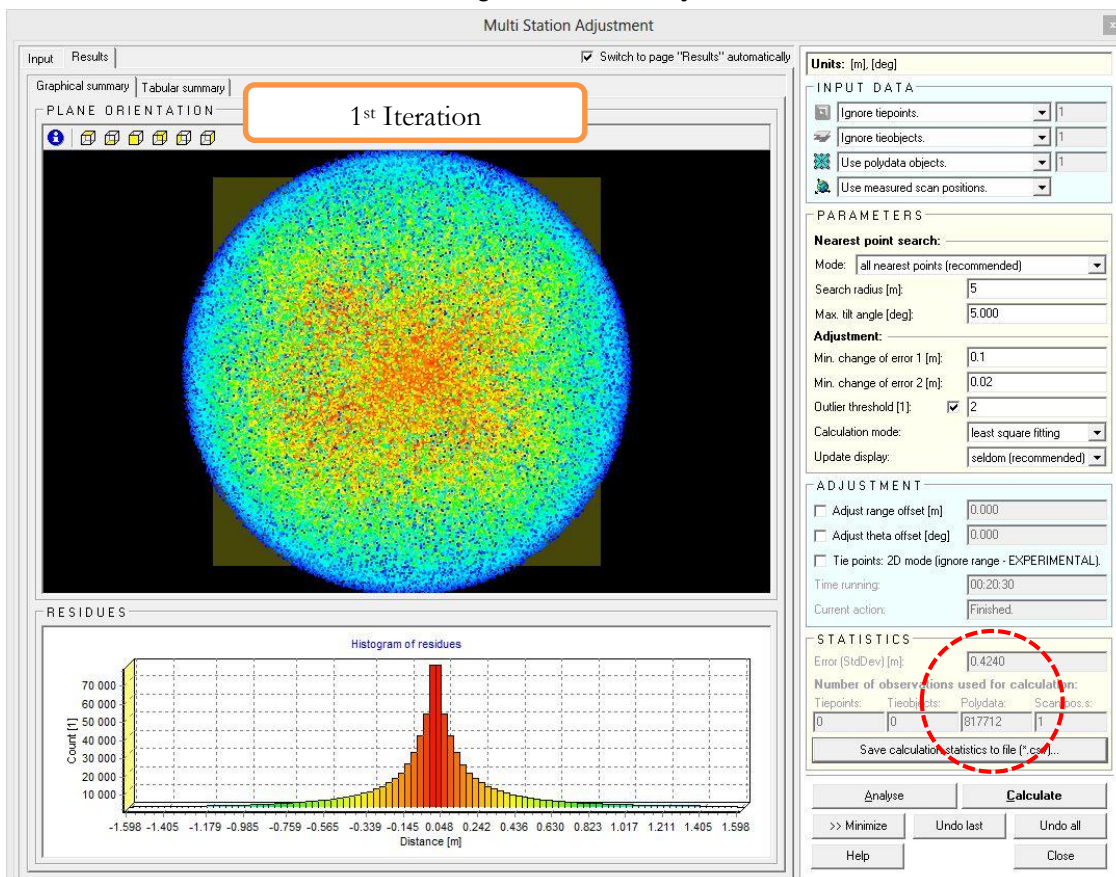 Multi Station Adjustment
x
Input Results
Switch to page "Results" automatically
Graphical summary Tabular summary
PLANE ORIENTATION
1st Iteration
RESIDUES
Histogram of residues
Count [1]
70 000
60 000
50 000
40 000
30 000
20 000
10 000
-1.598 -1.405 -1.179 -0.985 -0.759 -0.565 -0.339 -0.145 0.048 0.242 0.436 0.630 0.823 1.017 1.211 1.405 1.598
Distance [m]
Units: [m], [deg]
INPUT DATA
Ignore tiepoints. 1
Ignore tieobjects. 1
Use polydata objects. 1
Use measured scan positions.
PARAMETERS
Nearest point search:
Mode: all nearest points (recommended)
Search radius [m]: 5
Max. tilt angle [deg]: 5.000
Adjustment:
Min. change of error 1 [m]: 0.1
Min. change of error 2 [m]: 0.02
Outlier threshold [1]: 2
Calculation mode: least square fitting
Update display: seldom (recommended)
ADJUSTMENT
Adjust range offset [m] 0.000
Adjust theta offset [deg] 0.000
Tie points: 2D mode (ignore range - EXPERIMENTAL).
Time running: 00:20:30
Current action: Finished.
STATISTICS
Error (StdDev) [m]: 0.4240
Number of observations used for calculation:
Tiepoints: Tieobjects: Polydata: Scan pos.s:
0 0 817712 1
Save calculation statistics to file (*.csv)...
Analyse Calculate
>> Minimize Undo last Undo all
Help Close